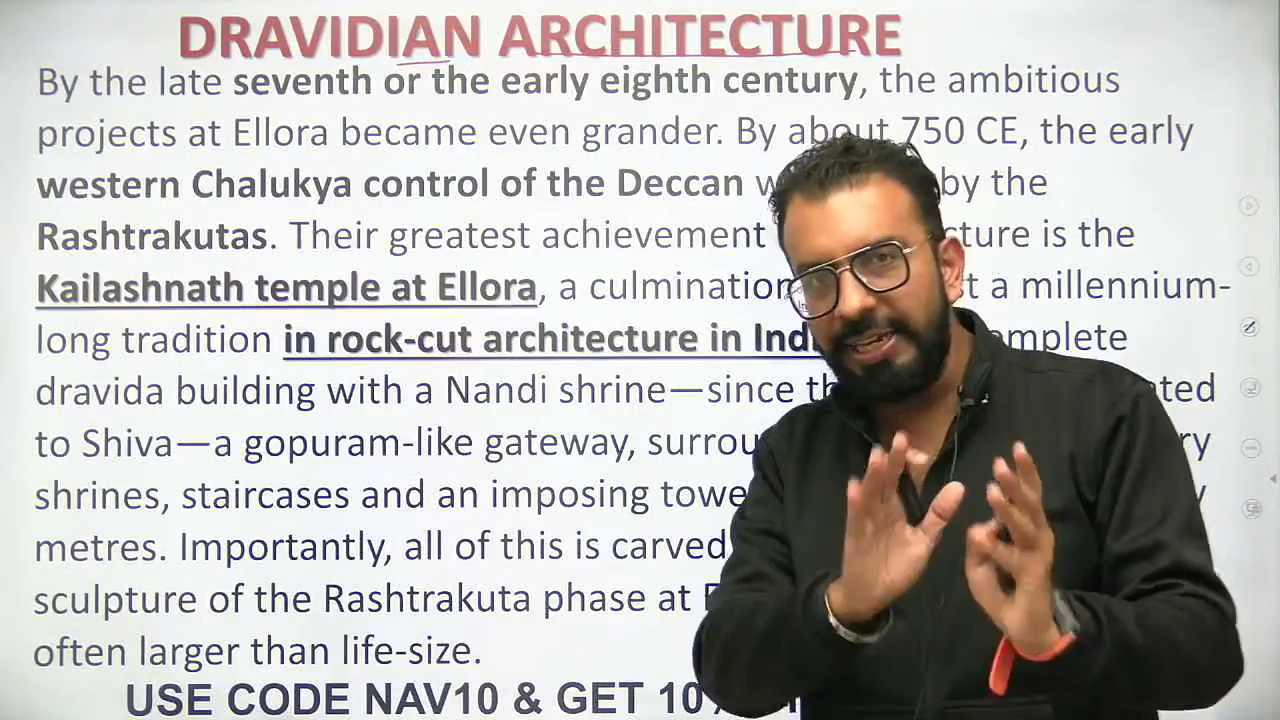 DRAVIDIAN ARCHITECTURE
By the late seventh or the early eighth century, the ambitious
projects at Ellora became even grander. By about 750 CE, the early
western Chalukya control of the Deccan by the
Rashtrakutas. Their greatest achievement is the
Kailashnath temple at Ellora, a culmination a millennium-
long tradition in rock-cut architecture in
dravida building with a Nandi shrine—since
to Shiva—a gopuram-like gateway,
shrines, staircases and an imposing
metres. Importantly, all of this is carved
sculpture of the Rashtrakuta phase at
often larger than life-size.
USE CODE NAV10 & GET 10